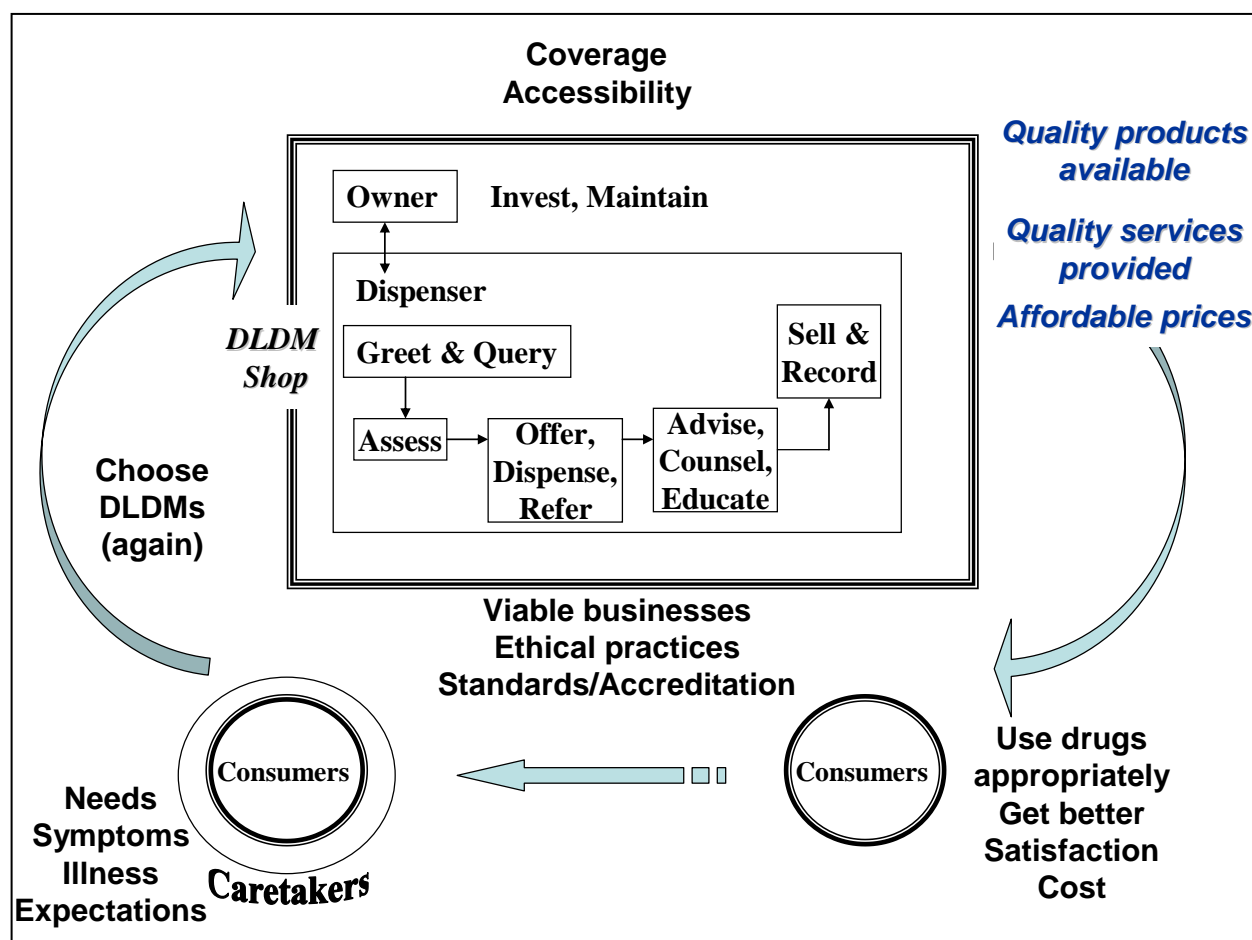 Coverage
Accessibility
Quality products
available
Quality services
provided
Affordable prices
Owner
Invest, Maintain
Dispenser
DLDM
Shop
Greet & Query
Sell &
Record
Assess
Offer,
Dispense,
Refer
Advise,
Counsel,
Educate
Choose
DLDMs
(again)
Viable businesses
Ethical practices
Standards/Accreditation
Consumers
Caretakers
Needs
Symptoms
Illness
Expectations
Consumers
Use drugs
appropriately
Get better
Satisfaction
Cost